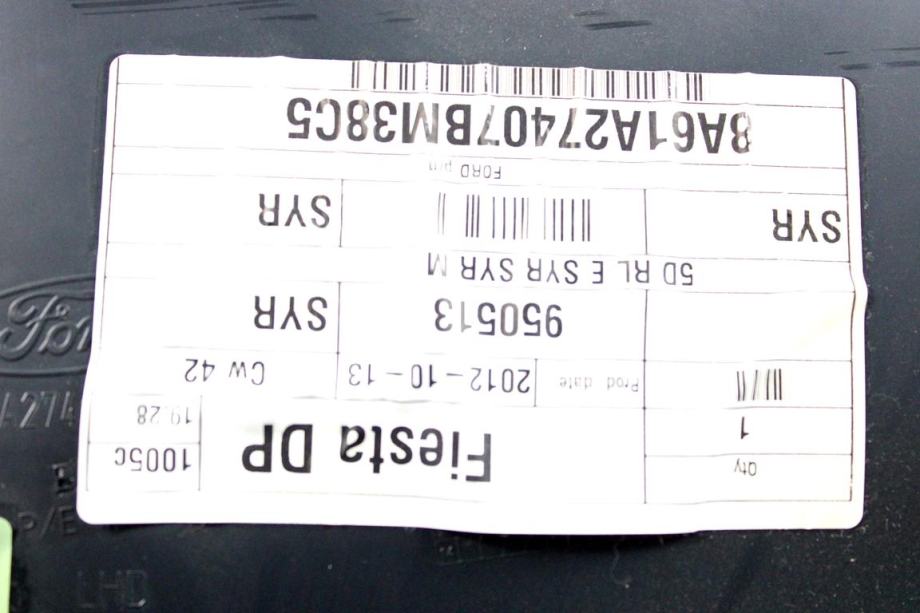 Fiesta DP
1005c
19:28
Qty
1
Prod date
2012-10-13
Cw 42
950513
SYR
5D RL E SYR SYR M
SYR
SYR
FORD p/n
8A61A27407BM38C5
Ford
LHD